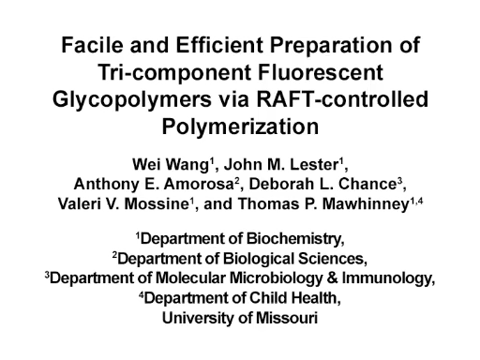 Facile and Efficient Preparation of
Tri-component Fluorescent
Glycopolymers via RAFT-controlled
Polymerization
Wei Wang¹, John M. Lester¹,
Anthony E. Amorosa², Deborah L. Chance³,
Valeri V. Mossine¹, and Thomas P. Mawhinney¹,⁴
¹Department of Biochemistry,
²Department of Biological Sciences,
³Department of Molecular Microbiology & Immunology,
⁴Department of Child Health,
University of Missouri